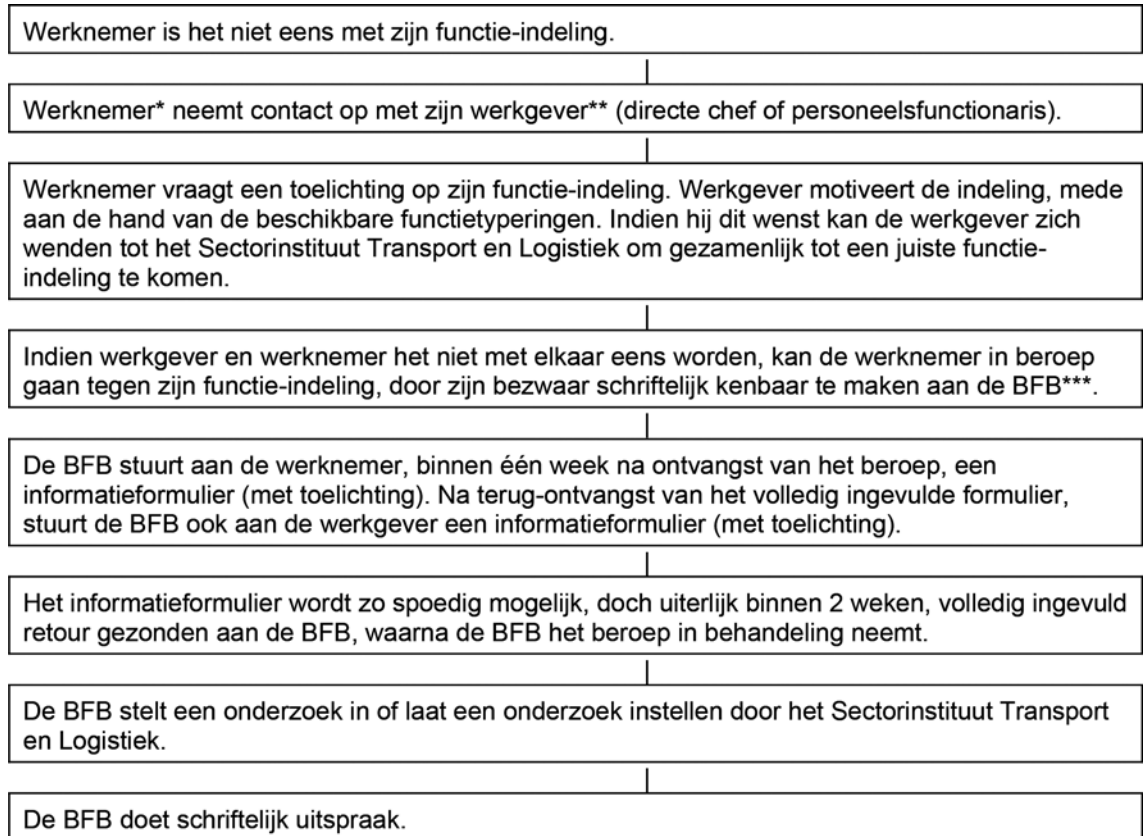 Werknemer is het niet eens met zijn functie-indeling.
Werknemer* neemt contact op met zijn werkgever** (directe chef of personeelsfunctionaris).
Werknemer vraagt een toelichting op zijn functie-indeling. Werkgever motiveert de indeling, mede
aan de hand van de beschikbare functietyperingen. Indien hij dit wenst kan de werkgever zich
wenden tot het Sectorinstituut Transport en Logistiek om gezamenlijk tot een juiste functie-
indeling te komen.
Indien werkgever en werknemer het niet met elkaar eens worden, kan de werknemer in beroep
gaan tegen zijn functie-indeling, door zijn bezwaar schriftelijk kenbaar te maken aan de BFB***.
De BFB stuurt aan de werknemer, binnen één week na ontvangst van het beroep, een
informatieformulier (met toelichting). Na terug-ontvangst van het volledig ingevulde formulier,
stuurt de BFB ook aan de werkgever een informatieformulier (met toelichting).
Het informatieformulier wordt zo spoedig mogelijk, doch uiterlijk binnen 2 weken, volledig ingevuld
retour gezonden aan de BFB, waarna de BFB het beroep in behandeling neemt.
De BFB stelt een onderzoek in of laat een onderzoek instellen door het Sectorinstituut Transport
en Logistiek.
De BFB doet schriftelijk uitspraak.